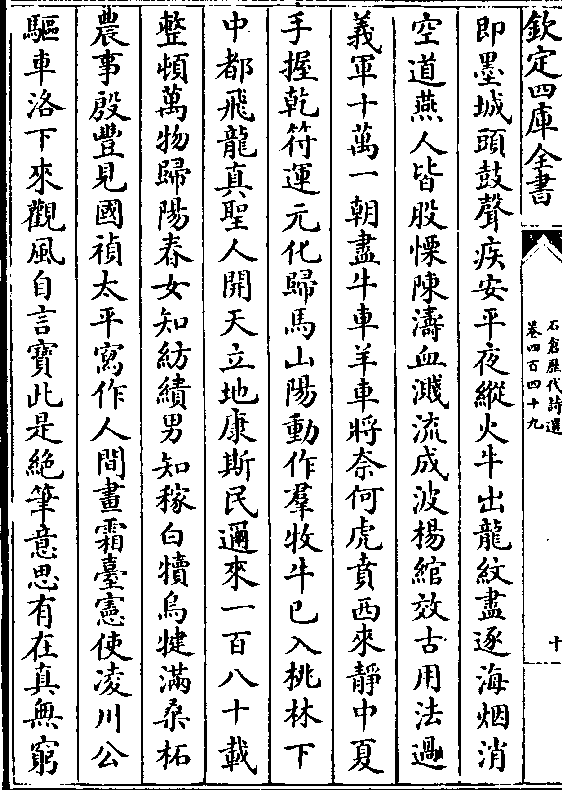 欽定四庫全書
石倉歷代詩選
卷四百四十九
十
即墨城頭鼓聲疾安平夜縱火牛出龍紋盡逐海烟消
空道燕人皆股慄陳濤血濺流成波楊綰效古用法過
義軍十萬一朝盡牛車羊車將奈何虎賁西來靜中夏
手握乾符運元化歸馬山陽動作羣牧牛已入桃林下
中都飛龍真聖人開天立地康斯民邇來一百八十載
整頓萬物歸陽春女知紡績男知稼白犢烏犍滿桑柘
農事殷豐見國禎太平寫作人間畫霜臺憲使凌川公
驅車洛下來觀風自言寶此是絶筆意思有在真無窮